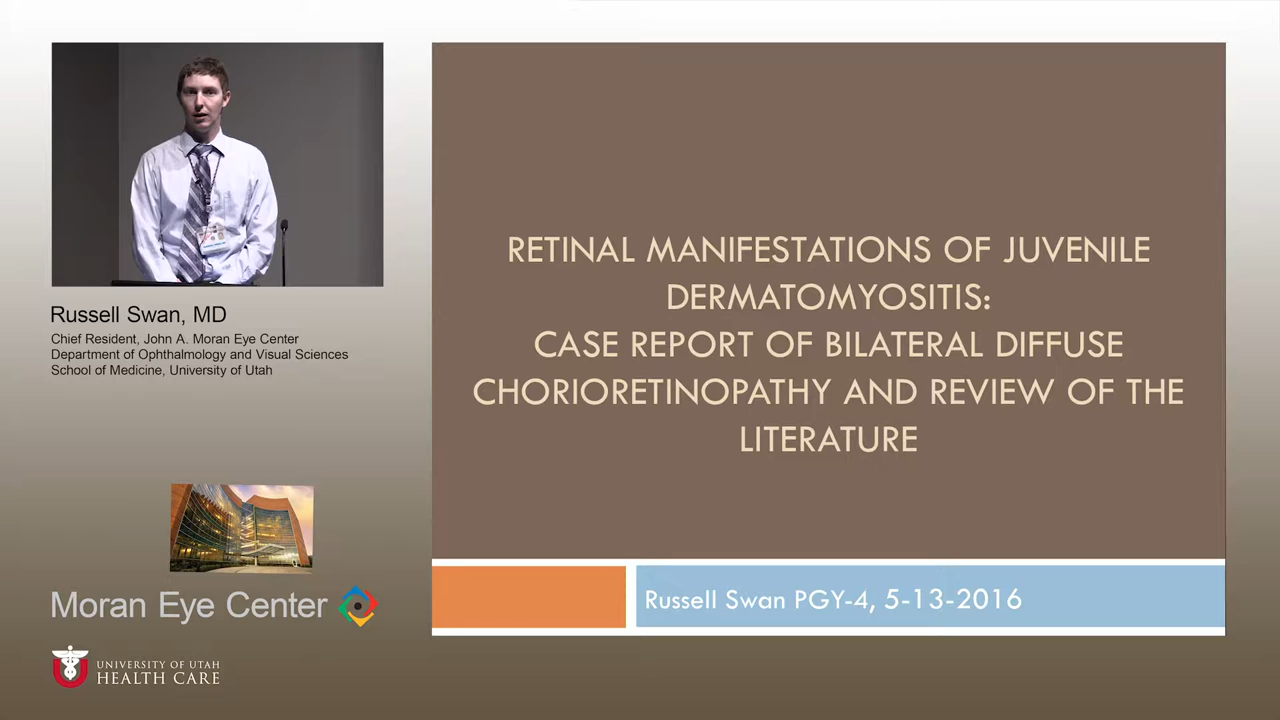 Russell Swan, MD
Chief Resident, John A. Moran Eye Center
Department of Ophthalmology and Visual Sciences
School of Medicine, University of Utah
Moran Eye Center
UNIVERSITY OF UTAH
HEALTH CARE
RETINAL MANIFESTATIONS OF JUVENILE
DERMATOMYOSITIS:
CASE REPORT OF BILATERAL DIFFUSE
CHORIORETINOPATHY AND REVIEW OF THE
LITERATURE
Russell Swan PGY-4, 5-13-2016